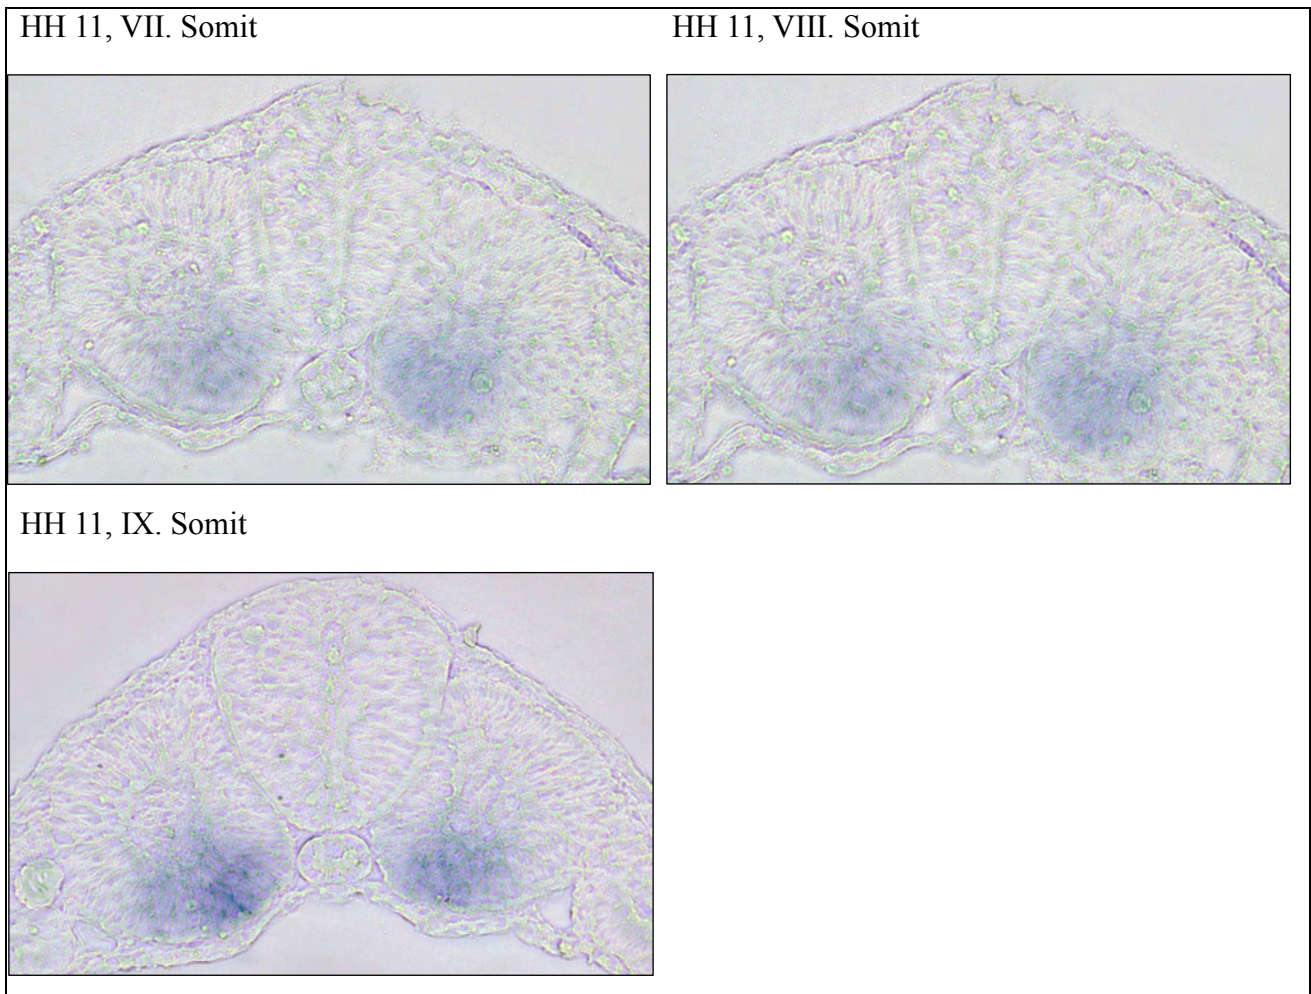 HH 11, VII. Somit
HH 11, VIII. Somit
HH 11, IX. Somit